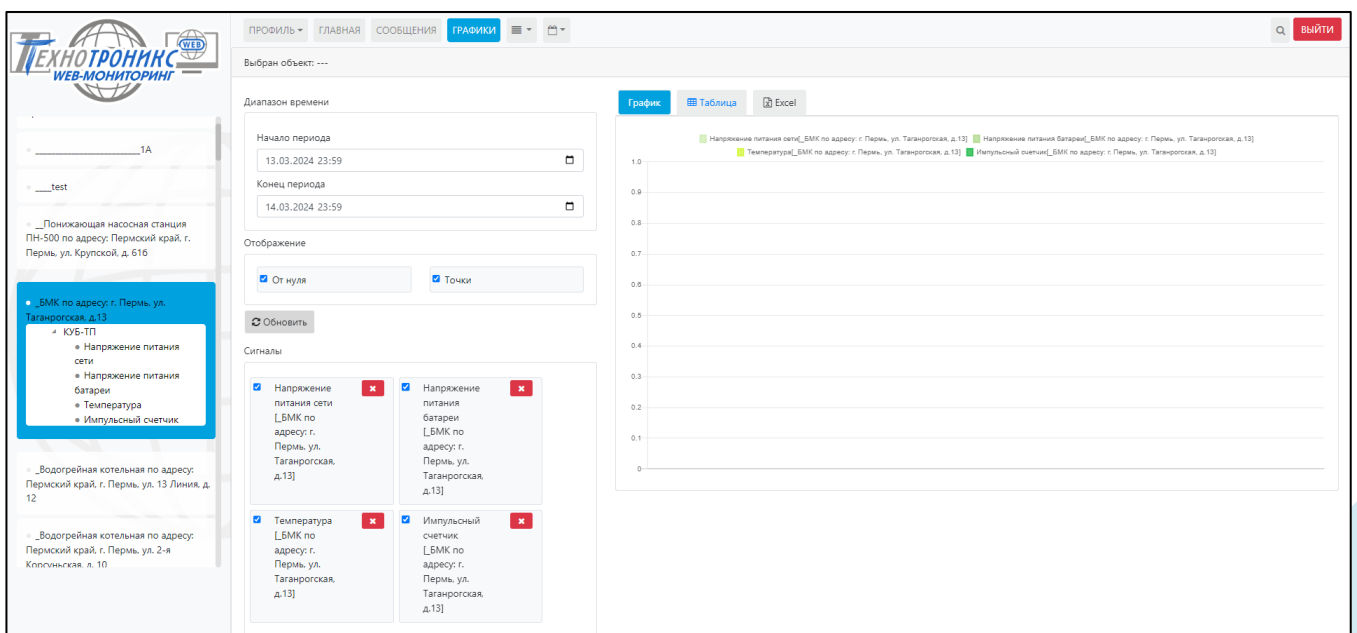 ТЕХНОТРОНИКС WEB
WEB-МОНИТОРИНГ
ПРОФИЛЬ ГЛАВНАЯ СООБЩЕНИЯ ГРАФИКИ ВЫЙТИ
Выбран объект: ---
_______________________1А
____test
__Понижающая насосная станция
ПН-500 по адресу: Пермский край, г.
Пермь, ул. Крупской, д. 61б
_БМК по адресу: г. Пермь, ул.
Таганрогская, д.13
КУБ-ТП
Напряжение питания
сети
Напряжение питания
батареи
Температура
Импульсный счетчик
_Водогрейная котельная по адресу:
Пермский край, г. Пермь, ул. 13 Линия, д.
12
_Водогрейная котельная по адресу:
Пермский край, г. Пермь, ул. 2-я
Корсуньская, д. 10
Диапазон времени
Начало периода
13.03.2024 23:59
Конец периода
14.03.2024 23:59
Отображение
От нуля Точки
Обновить
Сигналы
Напряжение
питания сети
[_БМК по
адресу: г.
Пермь, ул.
Таганрогская,
д.13]
Напряжение
питания
батареи
[_БМК по
адресу: г.
Пермь, ул.
Таганрогская,
д.13]
Температура
[_БМК по
адресу: г.
Пермь, ул.
Таганрогская,
д.13]
Импульсный
счетчик
[_БМК по
адресу: г.
Пермь, ул.
Таганрогская,
д.13]
График Таблица Excel
Напряжение питания сети[_БМК по адресу: г. Пермь, ул. Таганрогская, д.13] Напряжение питания батареи[_БМК по адресу: г. Пермь, ул. Таганрогская, д.13]
Температура[_БМК по адресу: г. Пермь, ул. Таганрогская, д.13] Импульсный счетчик[_БМК по адресу: г. Пермь, ул. Таганрогская, д.13]
1.0
0.9
0.8
0.7
0.6
0.5
0.4
0.3
0.2
0.1
0